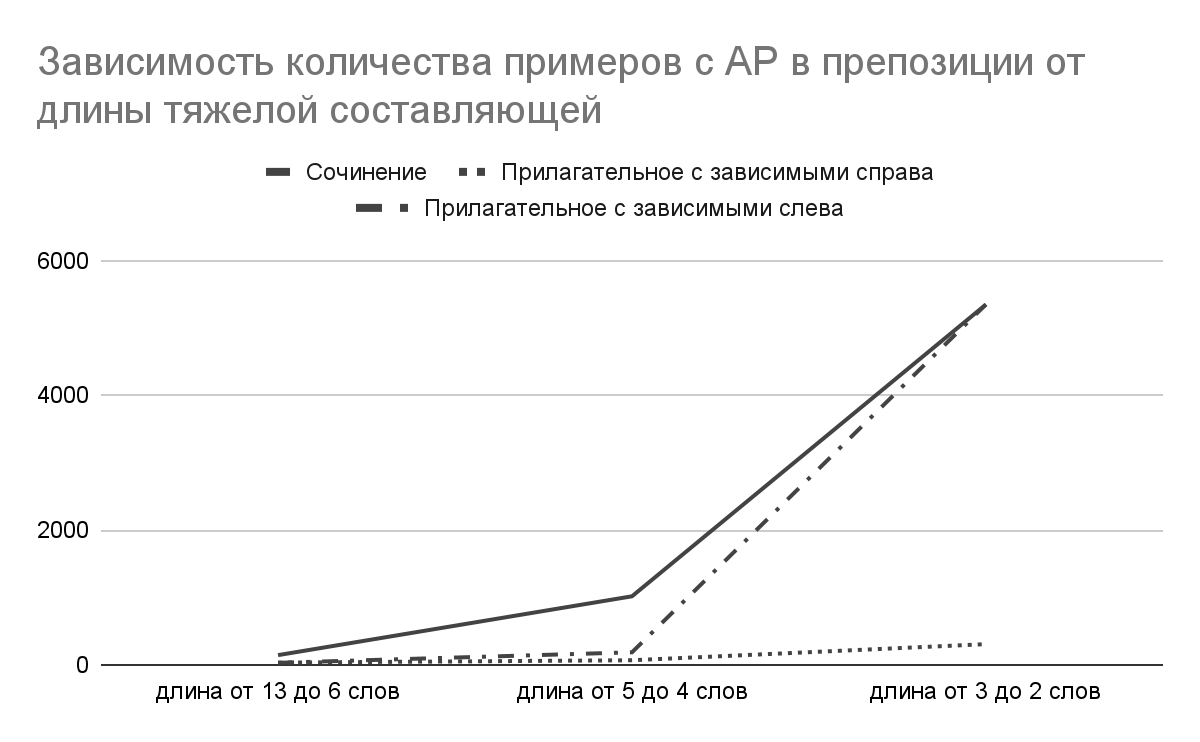 Зависимость количества примеров с AP в препозиции от
длины тяжелой составляющей
Сочинение
Прилагательное с зависимыми справа
Прилагательное с зависимыми слева
6000
4000
2000
0
длина от 13 до 6 слов
длина от 5 до 4 слов
длина от 3 до 2 слов